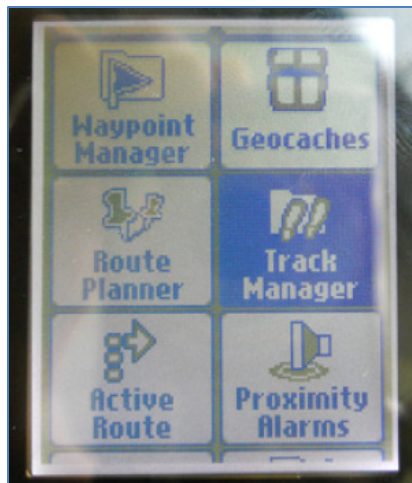 Waypoint
Manager
Geocaches
Route
Planner
Track
Manager
Active
Route
Proximity
Alarms